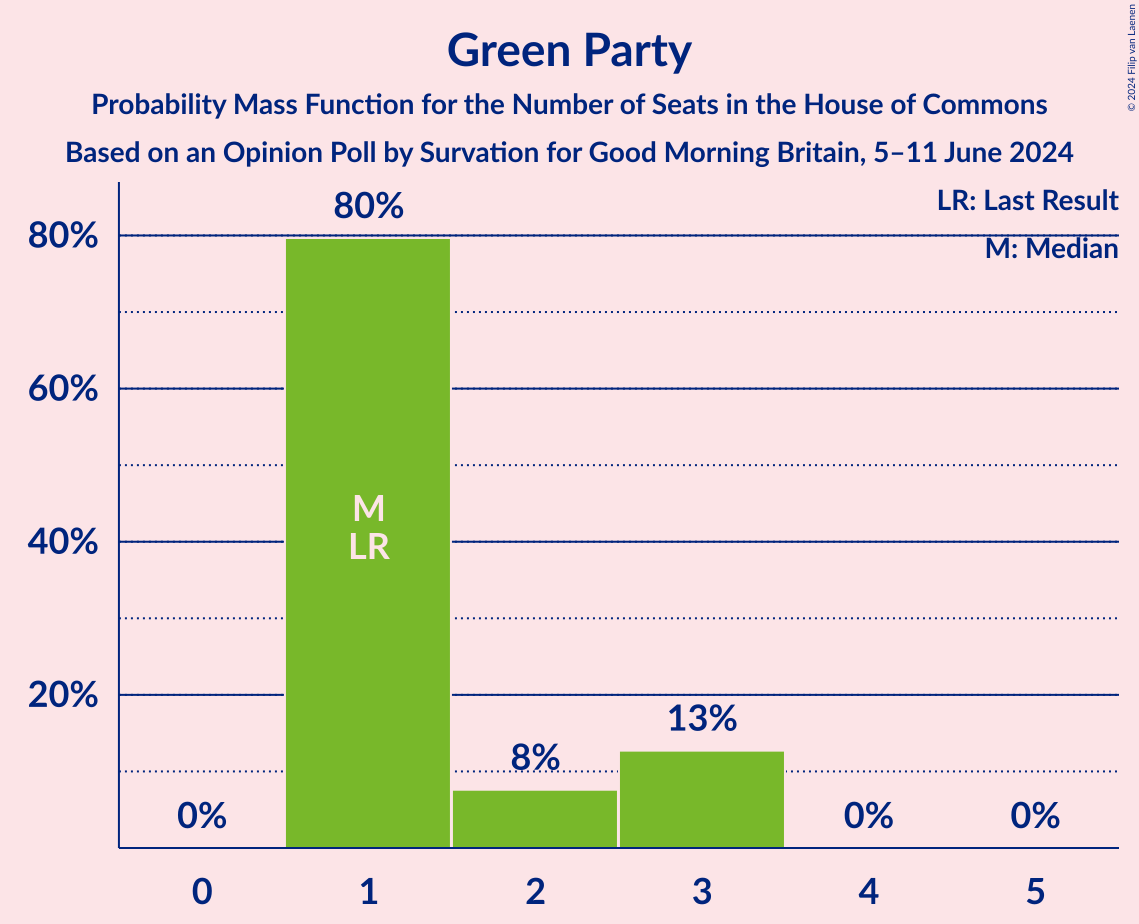 Green Party
Probability Mass Function for the Number of Seats in the House of Commons
Based on an Opinion Poll by Survation for Good Morning Britain, 5–11 June 2024
© 2024 Filip van Laenen
LR: Last Result
M: Median
80%
60%
40%
20%
0%
80%
8%
13%
0%
0%
M
LR
0 1 2 3 4 5